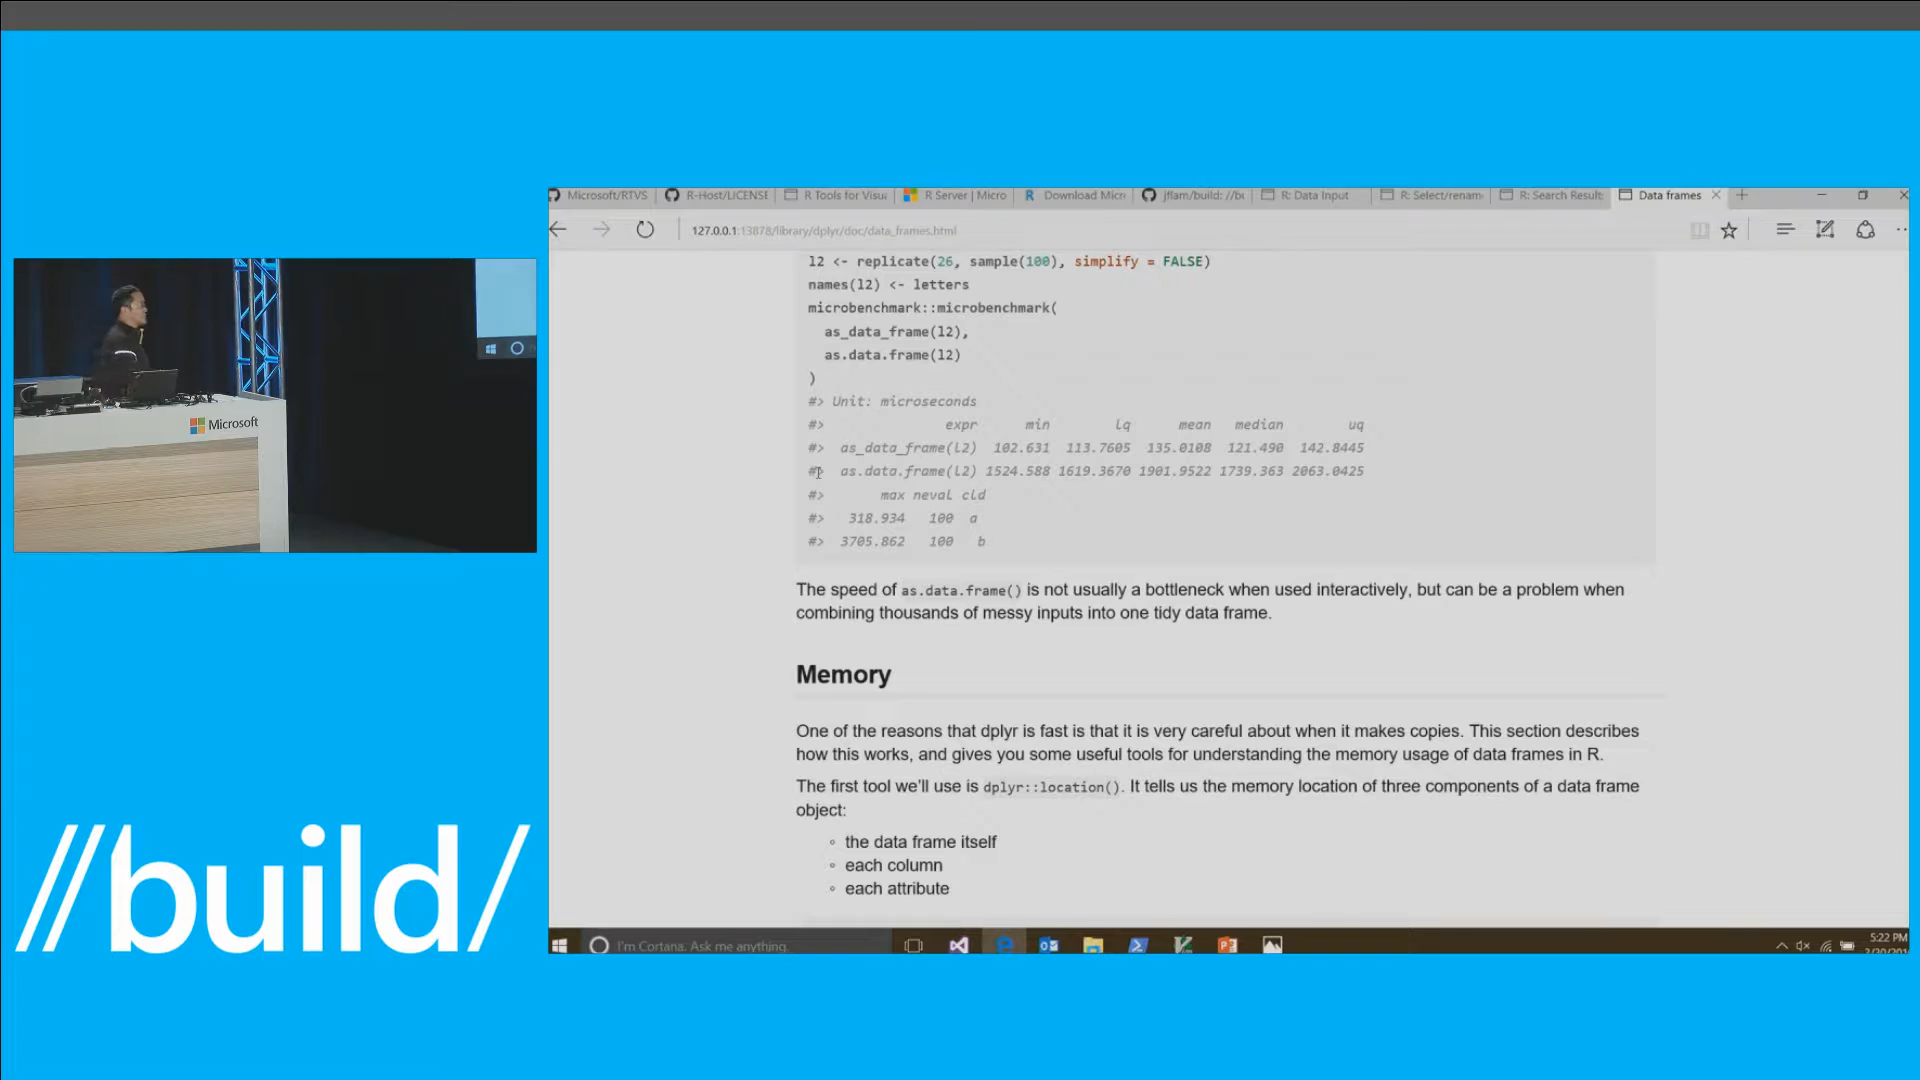 Microsoft/RTVS
R-Host/LICENSE
R Tools for Visu
R Server | Micro
Download Micr
jflam/build: //b
R: Data Input
R: Select/renam
R: Search Result
Data frames
127.0.0.1:13878/library/dplyr/doc/data_frames.html
l2 <- replicate(26, sample(100), simplify = FALSE)
names(l2) <- letters
microbenchmark::microbenchmark(
as_data_frame(l2),
as.data.frame(l2)
)
#> Unit: microseconds
#> expr min lq mean median uq
#> as_data_frame(l2) 102.631 113.7605 135.0108 121.490 142.8445
#> as.data.frame(l2) 1524.588 1619.3670 1901.9522 1739.363 2063.0425
#> max neval cld
#> 318.934 100 a
#> 3705.862 100 b
The speed of as.data.frame() is not usually a bottleneck when used interactively, but can be a problem when
combining thousands of messy inputs into one tidy data frame.
Memory
One of the reasons that dplyr is fast is that it is very careful about when it makes copies. This section describes
how this works, and gives you some useful tools for understanding the memory usage of data frames in R.
The first tool we'll use is dplyr::location(). It tells us the memory location of three components of a data frame
object:
the data frame itself
each column
each attribute
I'm Cortana. Ask me anything.
5:22 PM
Microsoft
//build/